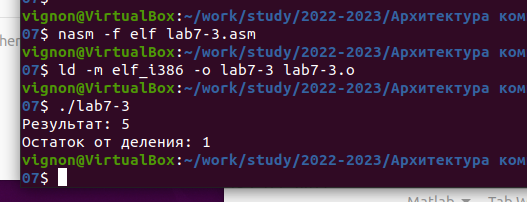 07$
vignon@VirtualBox:~/work/study/2022-2023/Архитектура ком
07$ nasm -f elf lab7-3.asm
vignon@VirtualBox:~/work/study/2022-2023/Архитектура ком
07$ ld -m elf_i386 -o lab7-3 lab7-3.o
vignon@VirtualBox:~/work/study/2022-2023/Архитектура ком
07$ ./lab7-3
Результат: 5
Остаток от деления: 1
vignon@VirtualBox:~/work/study/2022-2023/Архитектура ком
07$
Matlab Tab W